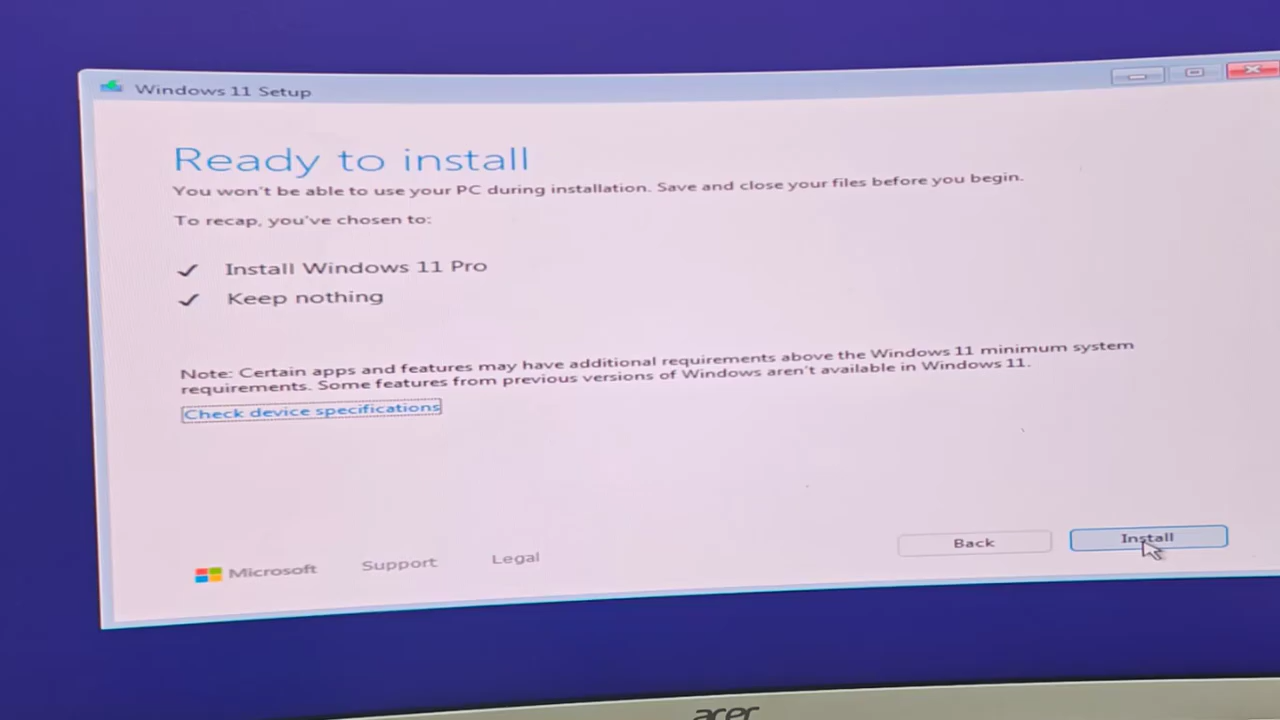 Windows 11 Setup
Ready to install
You won't be able to use your PC during installation. Save and close your files before you begin.
To recap, you've chosen to:
Install Windows 11 Pro
Keep nothing
Note: Certain apps and features may have additional requirements above the Windows 11 minimum system
requirements. Some features from previous versions of Windows aren't available in Windows 11.
Check device specifications
Back
Install
Microsoft
Support
Legal
acer